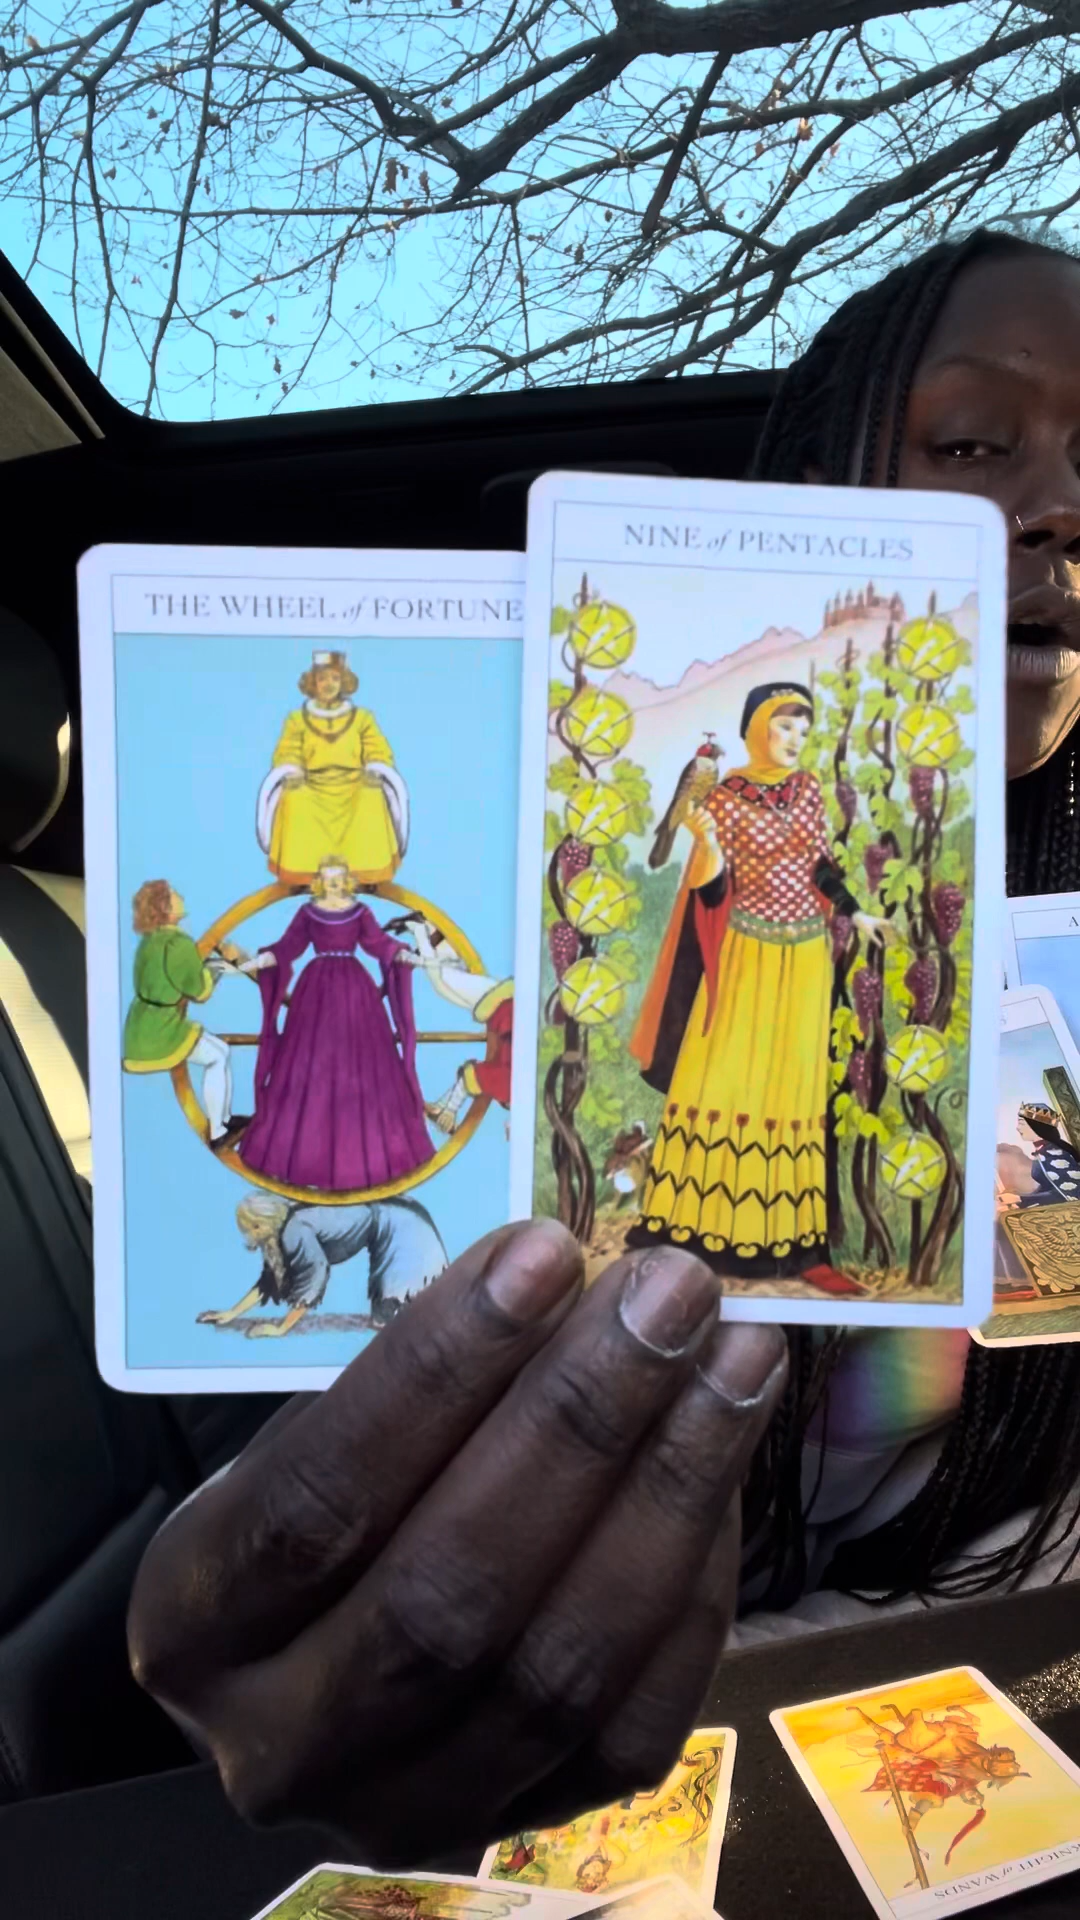 THE WHEEL of FORTUNE
NINE of PENTACLES
A
S
KNIGHT of WANDS